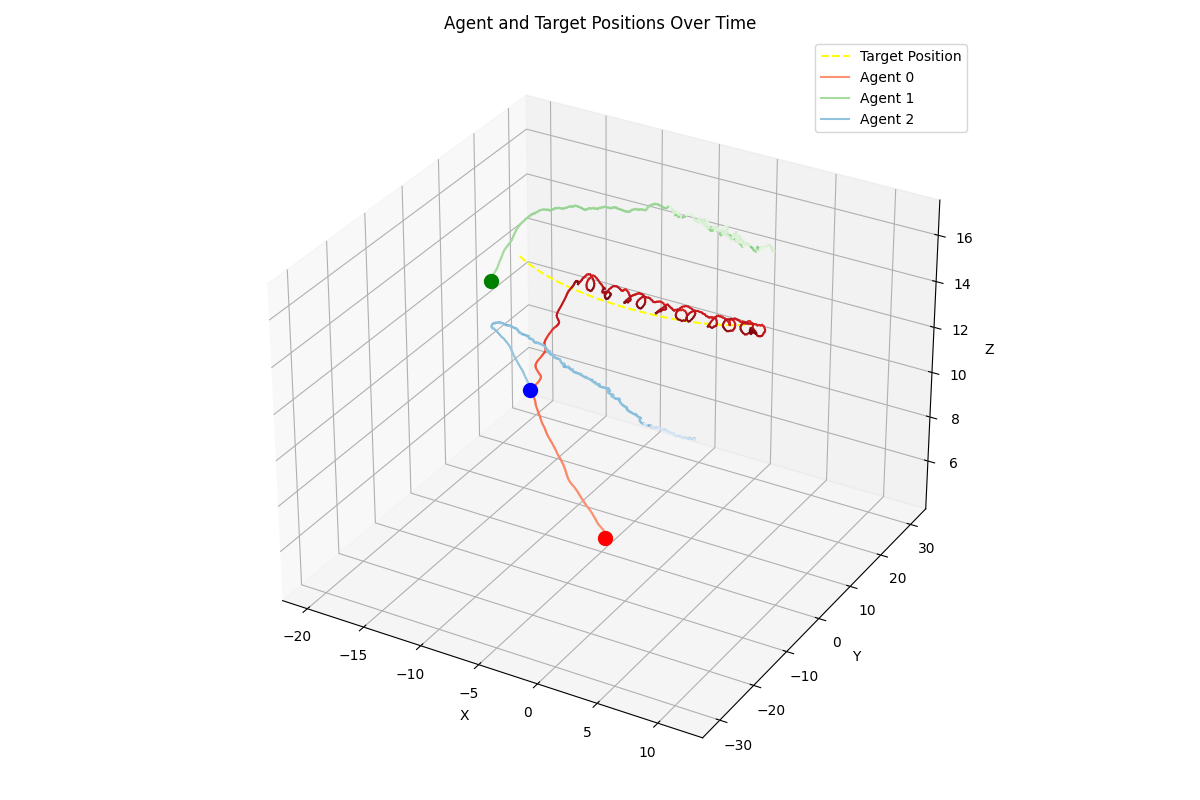 Agent and Target Positions Over Time
Target Position
Agent 0
Agent 1
Agent 2
16
14
12
Z
10
8
6
30
20
10
0
Y
−10
−20
−30
−20
−15
−10
−5
X
0
5
10